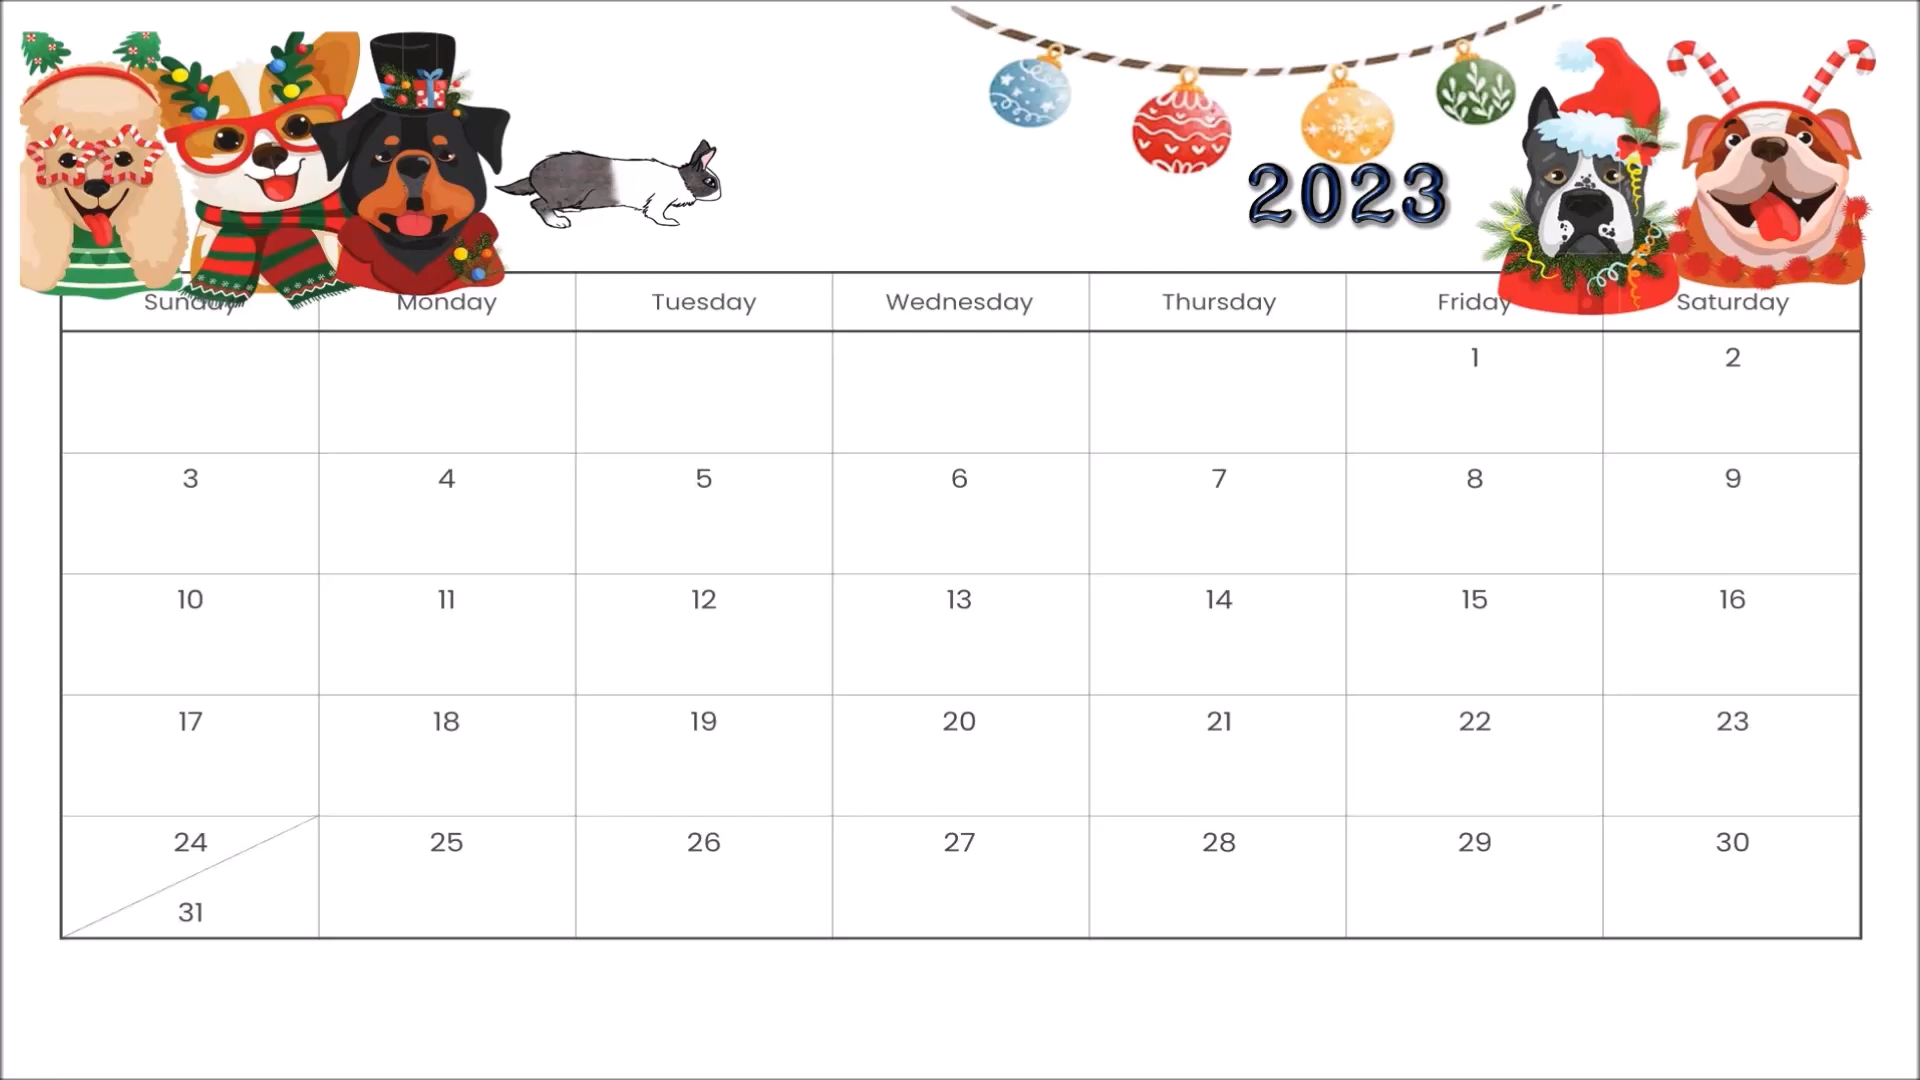 2023
Sunday Monday Tuesday Wednesday Thursday Friday Saturday
1 2
3 4 5 6 7 8 9
10 11 12 13 14 15 16
17 18 19 20 21 22 23
24 25 26 27 28 29 30
31